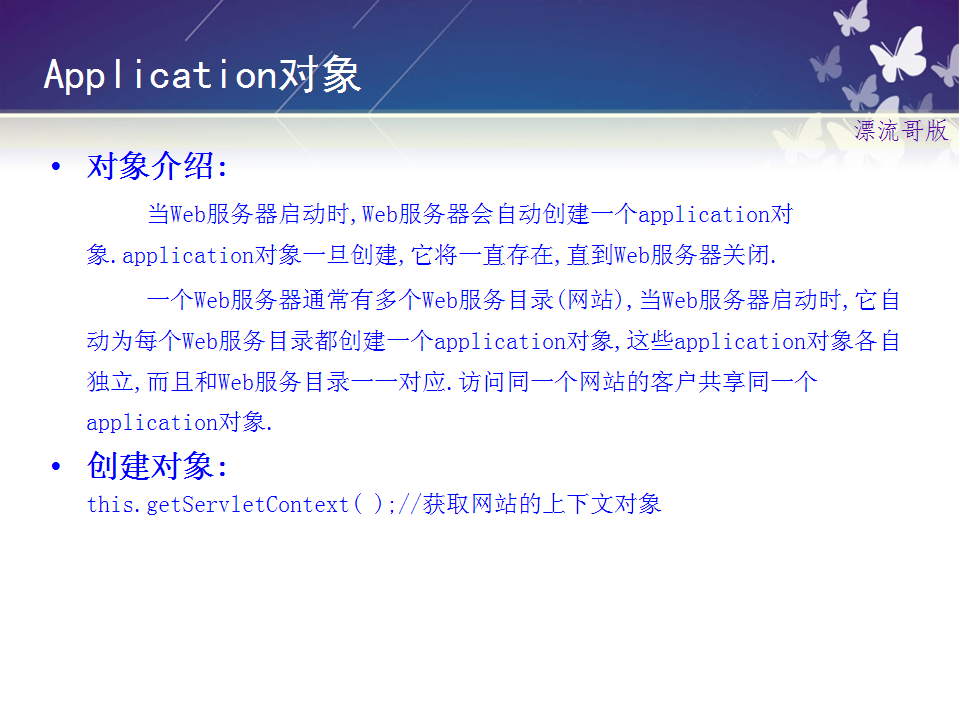 Application对象
漂流哥版
• 对象介绍:
当Web服务器启动时,Web服务器会自动创建一个application对
象.application对象一旦创建,它将一直存在,直到Web服务器关闭.
一个Web服务器通常有多个Web服务目录(网站),当Web服务器启动时,它自
动为每个Web服务目录都创建一个application对象,这些application对象各自
独立,而且和Web服务目录一一对应.访问同一个网站的客户共享同一个
application对象.
• 创建对象:
this.getServletContext( );//获取网站的上下文对象